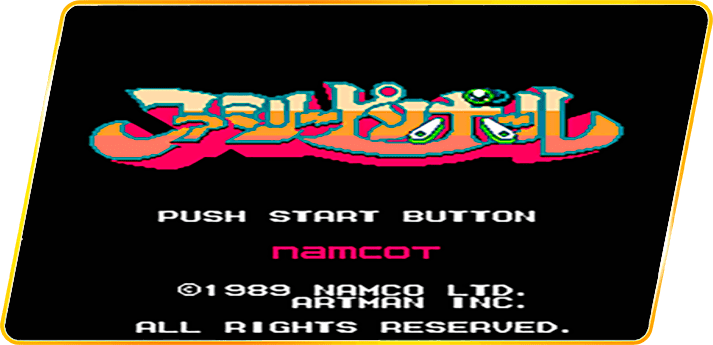 ファミリーピンボール
PUSH START BUTTON
namcot
©1989 NAMCO LTD.
ARTMAN INC.
ALL RIGHTS RESERVED.